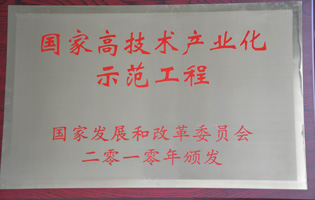 国家高技术产业化
示范工程
国家发展和改革委员会
二零一零年颁发